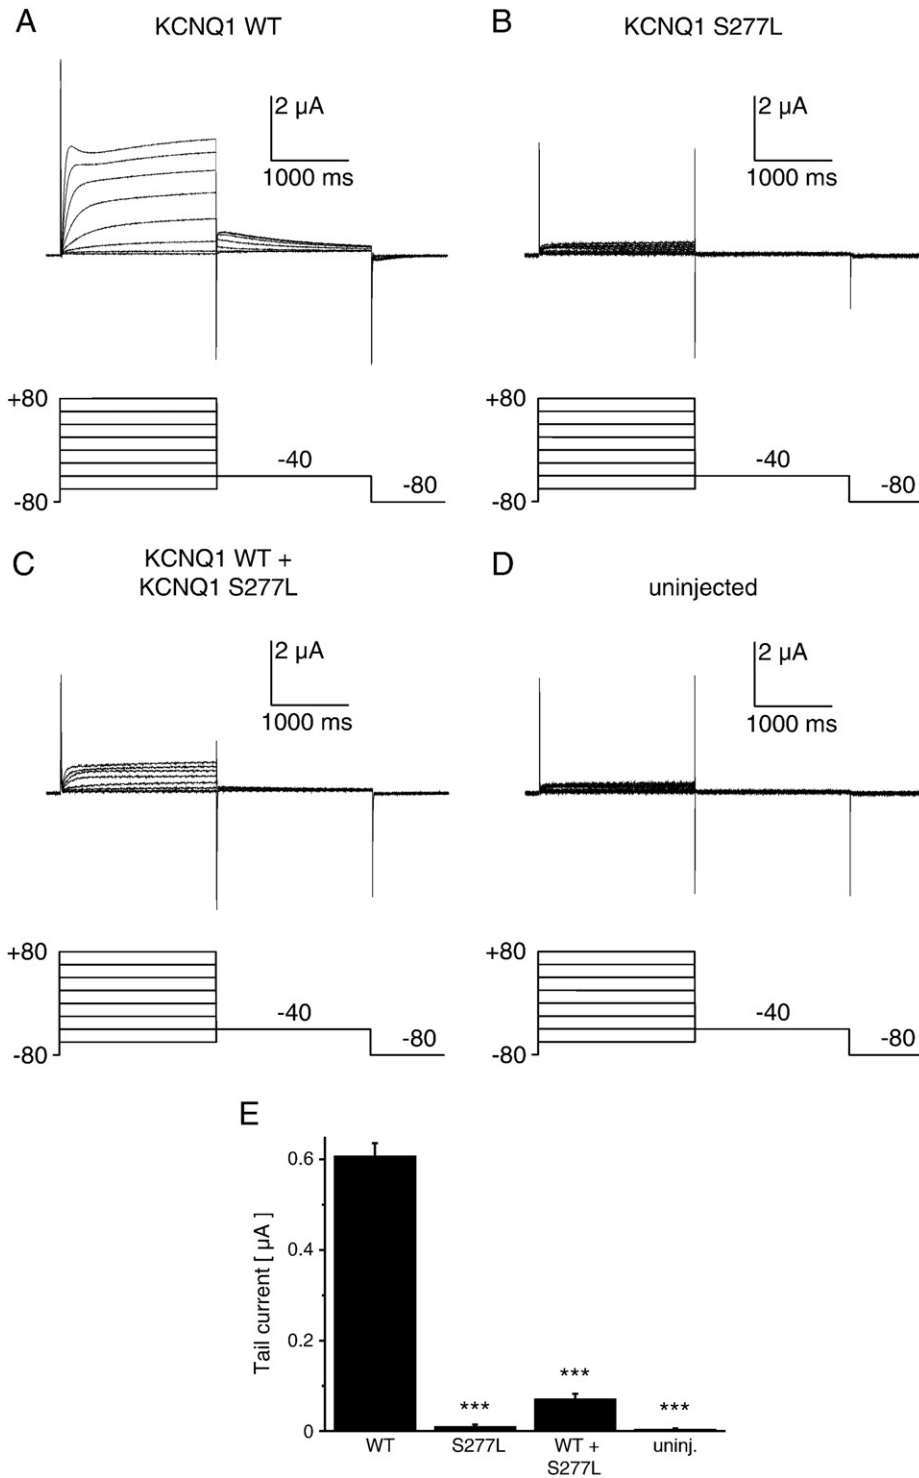 A
KCNQ1 WT
2 µA
1000 ms
+80
-80
-40
-80
B
KCNQ1 S277L
2 µA
1000 ms
+80
-80
-40
-80
C
KCNQ1 WT +
KCNQ1 S277L
2 µA
1000 ms
+80
-80
-40
-80
D
uninjected
2 µA
1000 ms
+80
-80
-40
-80
E
Tail current [ µA ]
0.6
0.4
0.2
0
***
***
***
WT
S277L
WT +
S277L
uninj.